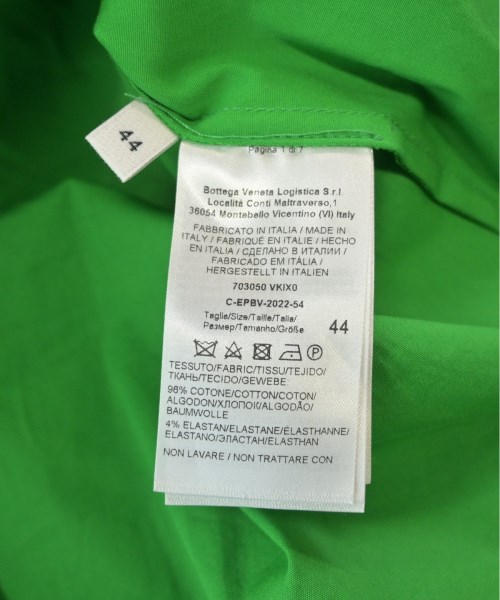 44
Pagina 1 di 7
Bottega Veneta Logistica S.r.l.
Località Conti Maltraverso,1
36054 Montebello Vicentino (VI) Italy
FABBRICATO IN ITALIA / MADE IN
ITALY / FABRIQUÉ EN ITALIE / HECHO
EN ITALIA / СДЕЛАНО В ИТАЛИИ /
FABRICADO EM ITÁLIA /
HERGESTELLT IN ITALIEN
703050 VKIX0
C-EPBV-2022-54
Taglia/Size/Taille/Talla/
Размер/Tamanho/Größe
44
P
TESSUTO/FABRIC/TISSU/TEJIDO/
ТКАНЬ/TECIDO/GEWEBE:
96% COTONE/COTTON/COTON/
ALGODON/ХЛОПОК/ALGODÃO/
BAUMWOLLE
4% ELASTAN/ELASTANE/ÉLASTHANNE/
ELASTANO/ЭЛАСТАН/ELASTHAN
NON LAVARE / NON TRATTARE CON